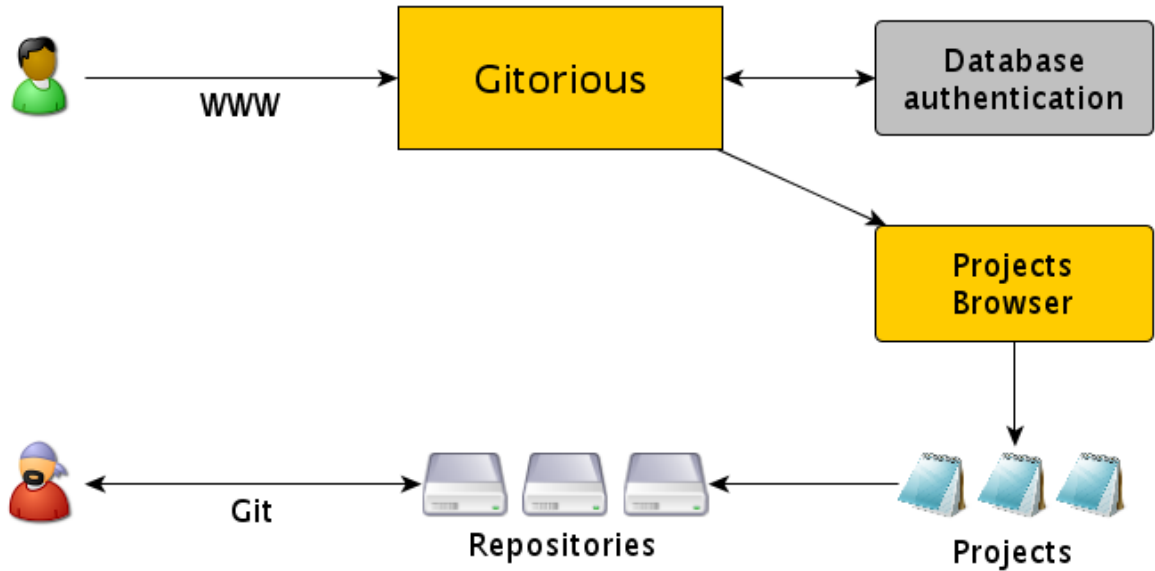 Gitorious
Database
authentication
WWW
Projects
Browser
Git
Repositories
Projects